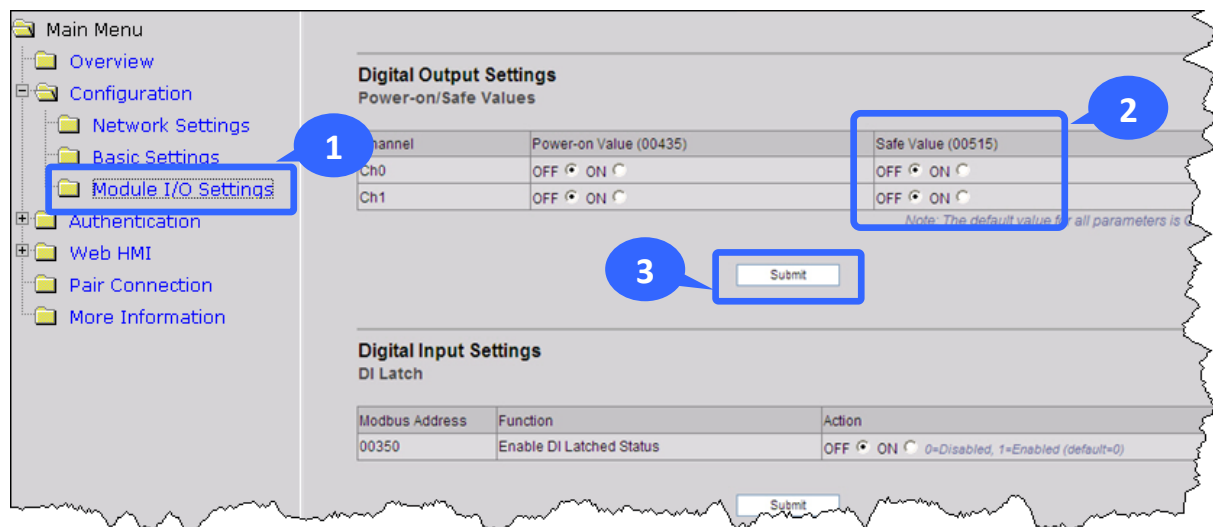 Main Menu
Overview
Configuration
Network Settings
Basic Settings
Module I/O Settings
Authentication
Web HMI
Pair Connection
More Information
1
Digital Output Settings
Power-on/Safe Values
2
Channel Power-on Value (00435) Safe Value (00515)
Ch0 OFF ON OFF ON
Ch1 OFF ON OFF ON
Note: The default value for all parameters is
3
Submit
Digital Input Settings
DI Latch
Modbus Address Function Action
00350 Enable DI Latched Status OFF ON 0=Disabled, 1=Enabled (default=0)
Submit